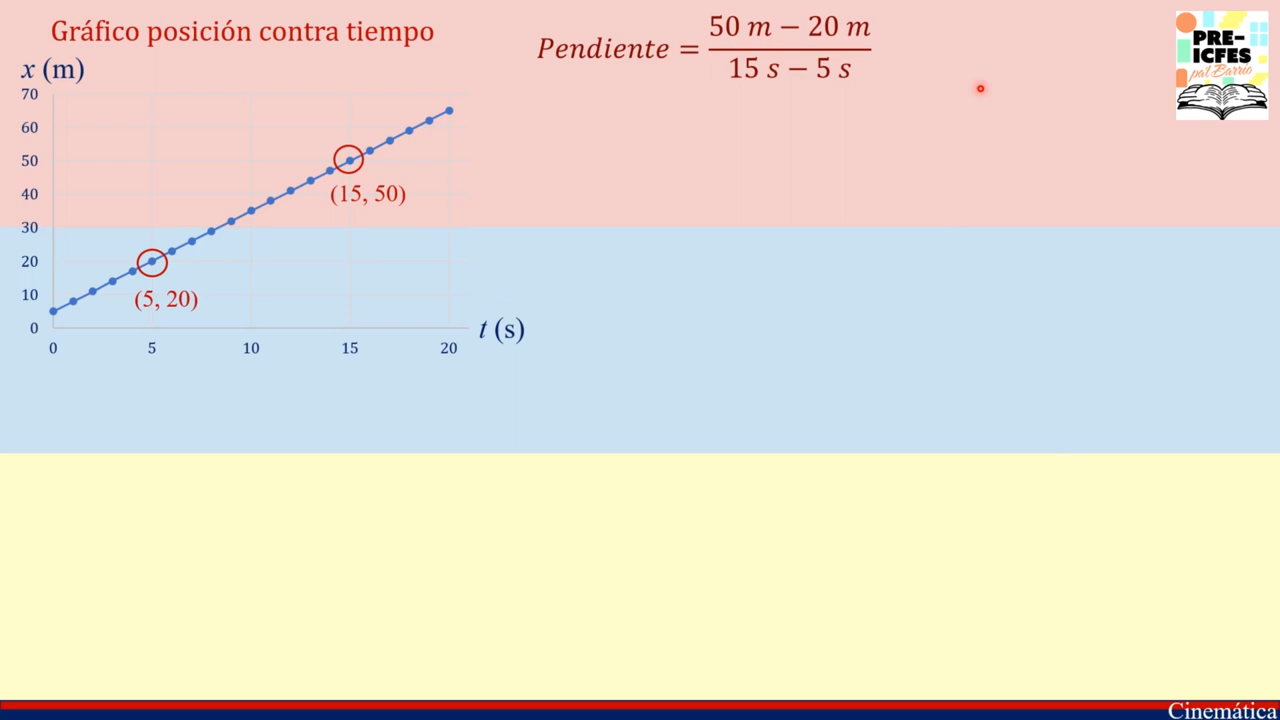 Gráfico posición contra tiempo
x (m)
70
60
50
40
30
20
10
0
0 5 10 15 20
t (s)
(15, 50)
(5, 20)
Pendiente = 50 m − 20 m
15 s − 5 s
PRE-
ICFES
pal Barrio
Cinemática